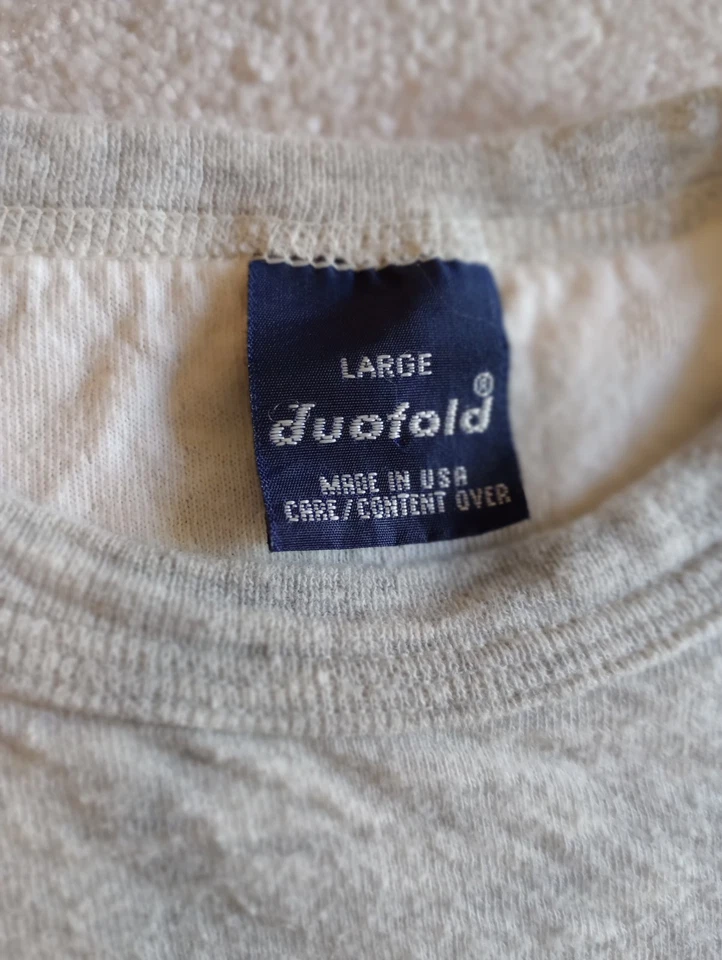 LARGE
duofold®
MADE IN USA
CARE/CONTENT OVER